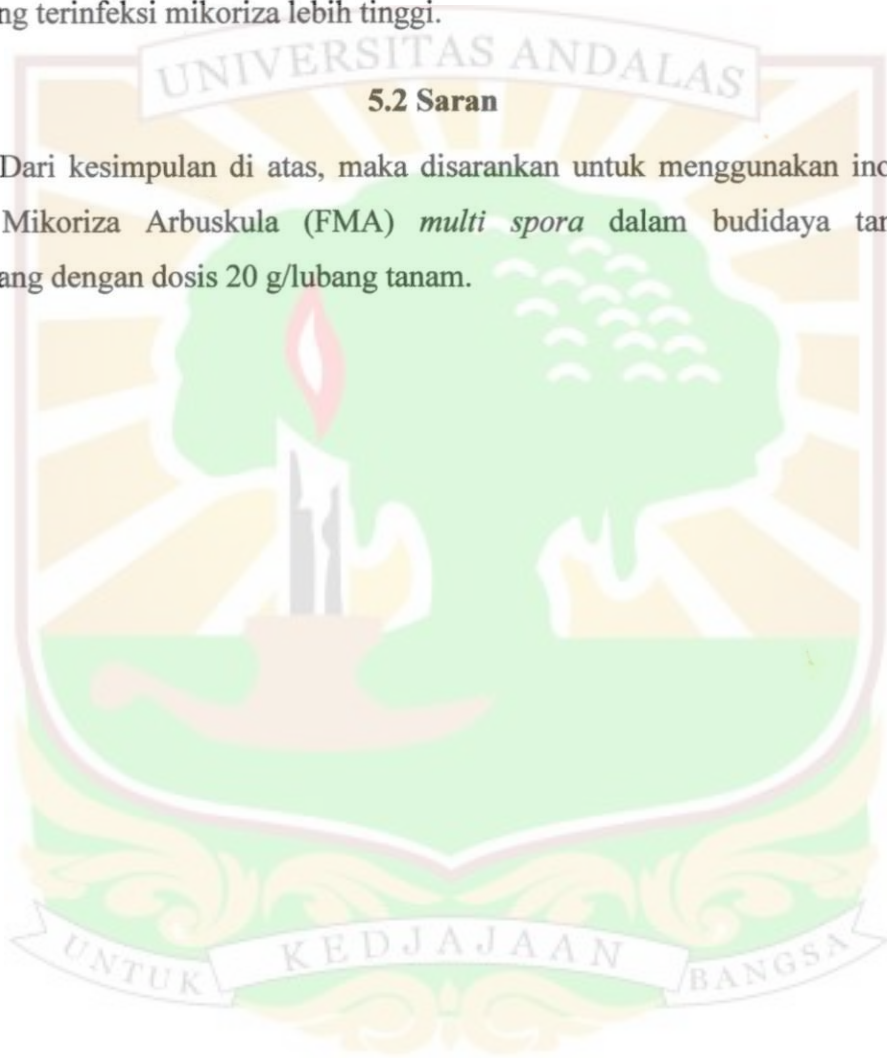 ng terinfeksi mikoriza lebih tinggi.
UNIVERSITAS ANDALAS
5.2 Saran
Dari kesimpulan di atas, maka disarankan untuk menggunakan ino
Mikoriza Arbuskula (FMA) multi spora dalam budidaya tar
ang dengan dosis 20 g/lubang tanam.
UNTUK KEDJAJAAN BANGSA